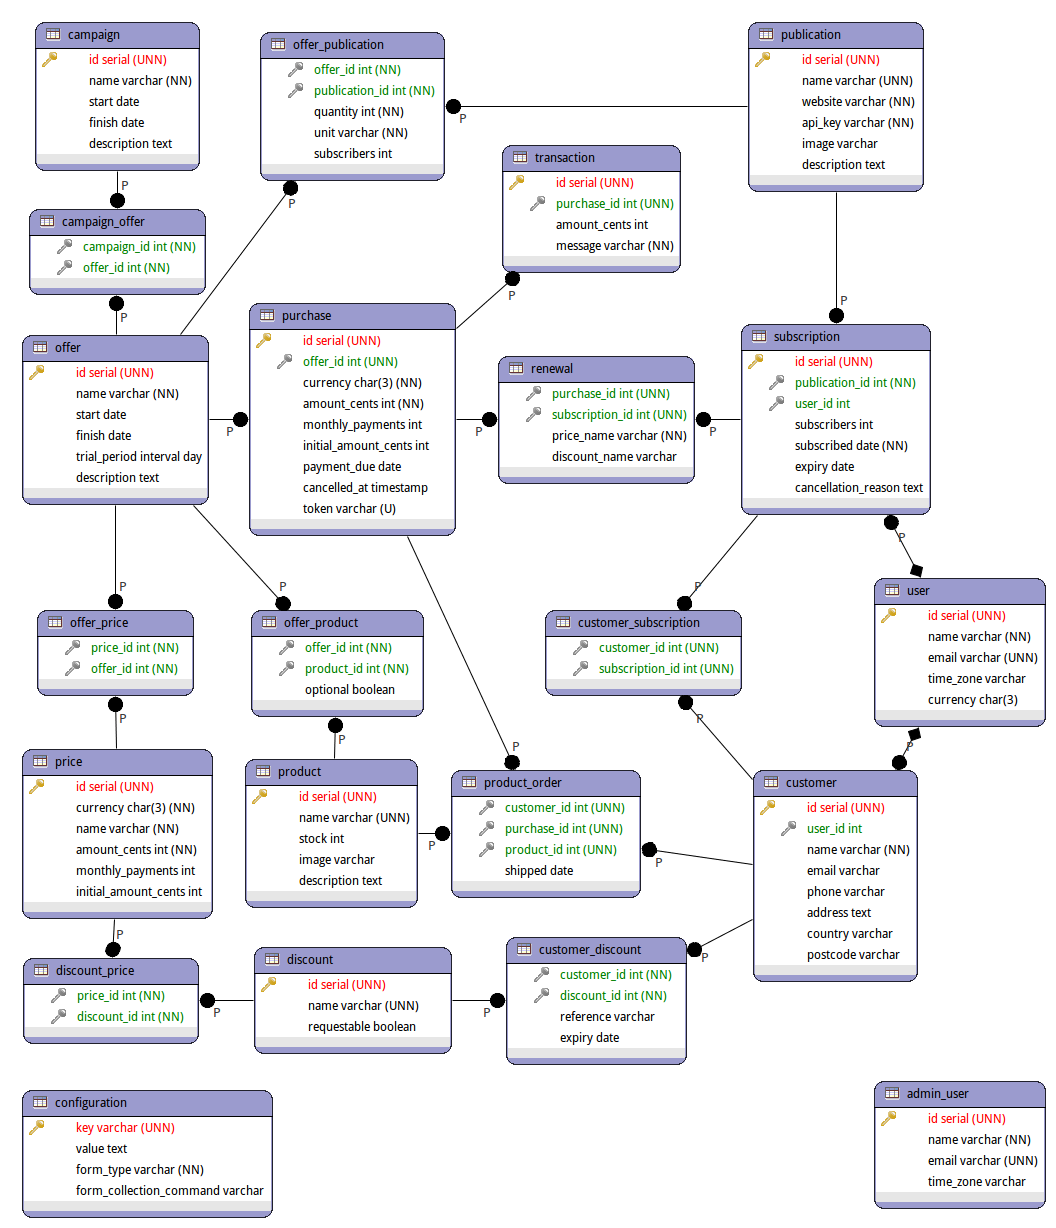 campaign
id serial (UNN)
name varchar (NN)
start date
finish date
description text
P
offer_publication
offer_id int (NN)
publication_id int (NN)
quantity int (NN)
unit varchar (NN)
subscribers int
P
P
publication
id serial (UNN)
name varchar (UNN)
website varchar (NN)
api_key varchar (NN)
image varchar
description text
P
transaction
id serial (UNN)
purchase_id int (UNN)
amount_cents int
message varchar (NN)
P
campaign_offer
campaign_id int (NN)
offer_id int (NN)
P
offer
id serial (UNN)
name varchar (NN)
start date
finish date
trial_period interval day
description text
P
purchase
id serial (UNN)
offer_id int (UNN)
currency char(3) (NN)
amount_cents int (NN)
monthly_payments int
initial_amount_cents int
payment_due date
cancelled_at timestamp
token varchar (U)
P
renewal
purchase_id int (UNN)
subscription_id int (UNN)
price_name varchar (NN)
discount_name varchar
P
subscription
id serial (UNN)
publication_id int (NN)
user_id int
subscribers int
subscribed date (NN)
expiry date
cancellation_reason text
P
P
P
P
offer_price
price_id int (NN)
offer_id int (NN)
P
offer_product
offer_id int (NN)
product_id int (NN)
optional boolean
P
customer_subscription
customer_id int (UNN)
subscription_id int (UNN)
P
user
id serial (UNN)
name varchar (NN)
email varchar (UNN)
time_zone varchar
currency char(3)
P
P
price
id serial (UNN)
currency char(3) (NN)
name varchar (NN)
amount_cents int (NN)
monthly_payments int
initial_amount_cents int
P
product
id serial (UNN)
name varchar (UNN)
stock int
image varchar
description text
P
product_order
customer_id int (UNN)
purchase_id int (UNN)
product_id int (UNN)
shipped date
P
customer
id serial (UNN)
user_id int
name varchar (NN)
email varchar
phone varchar
address text
country varchar
postcode varchar
P
discount_price
price_id int (NN)
discount_id int (NN)
P
discount
id serial (UNN)
name varchar (UNN)
requestable boolean
P
customer_discount
customer_id int (NN)
discount_id int (NN)
reference varchar
expiry date
configuration
key varchar (UNN)
value text
form_type varchar (NN)
form_collection_command varchar
admin_user
id serial (UNN)
name varchar (NN)
email varchar (UNN)
time_zone varchar